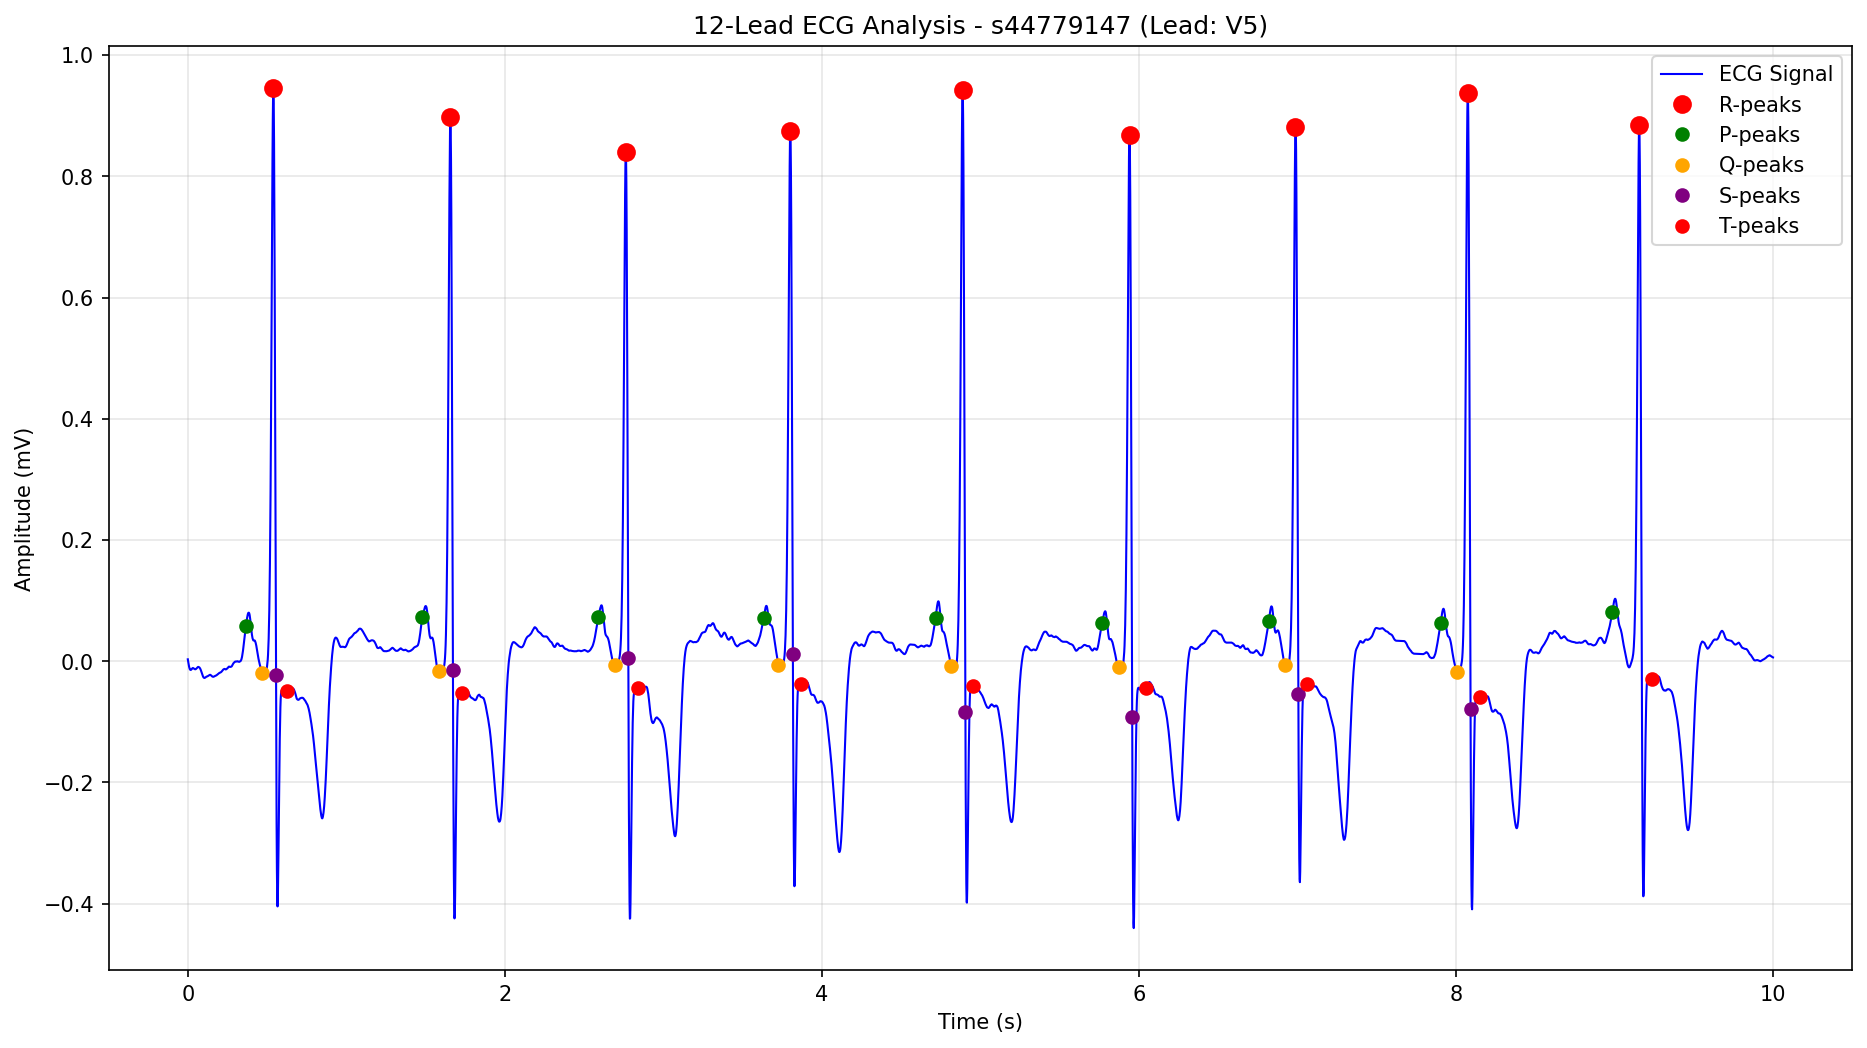 12-Lead ECG Analysis - s44779147 (Lead: V5)
ECG Signal
R-peaks
P-peaks
Q-peaks
S-peaks
T-peaks
Amplitude (mV)
1.0
0.8
0.6
0.4
0.2
0.0
−0.2
−0.4
0 2 4 6 8 10
Time (s)